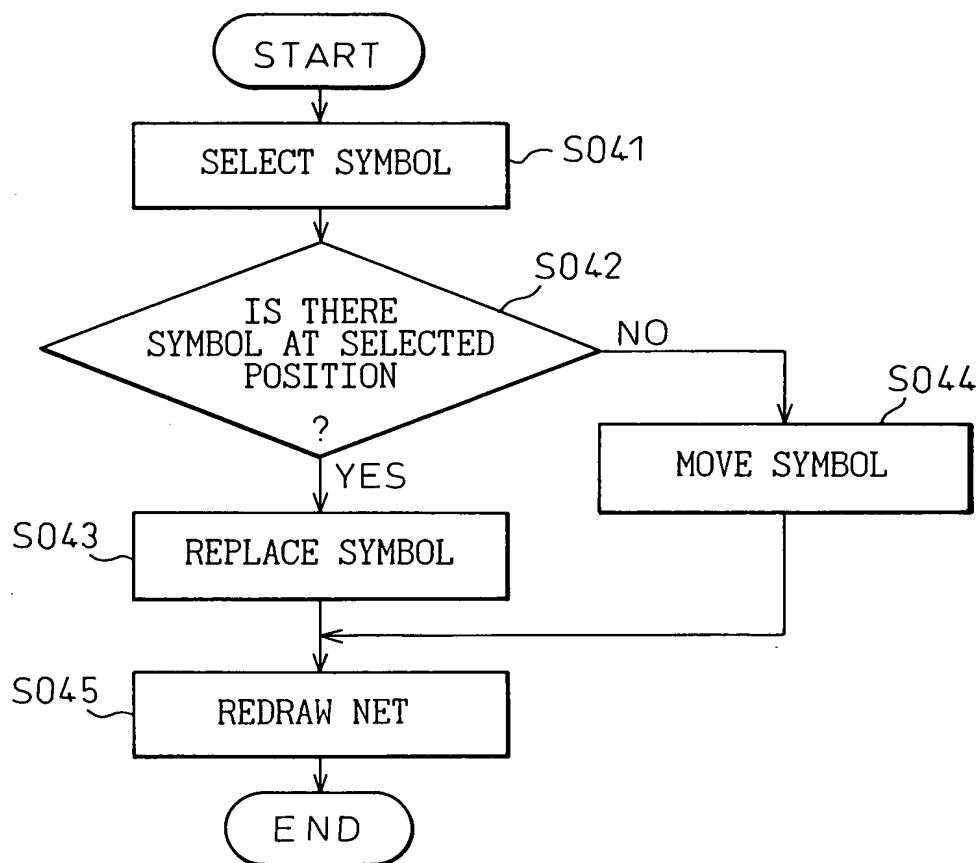 START
SELECT SYMBOL
S041
IS THERE
SYMBOL AT SELECTED
POSITION
?
S042
NO
YES
S044
MOVE SYMBOL
S043
REPLACE SYMBOL
S045
REDRAW NET
END